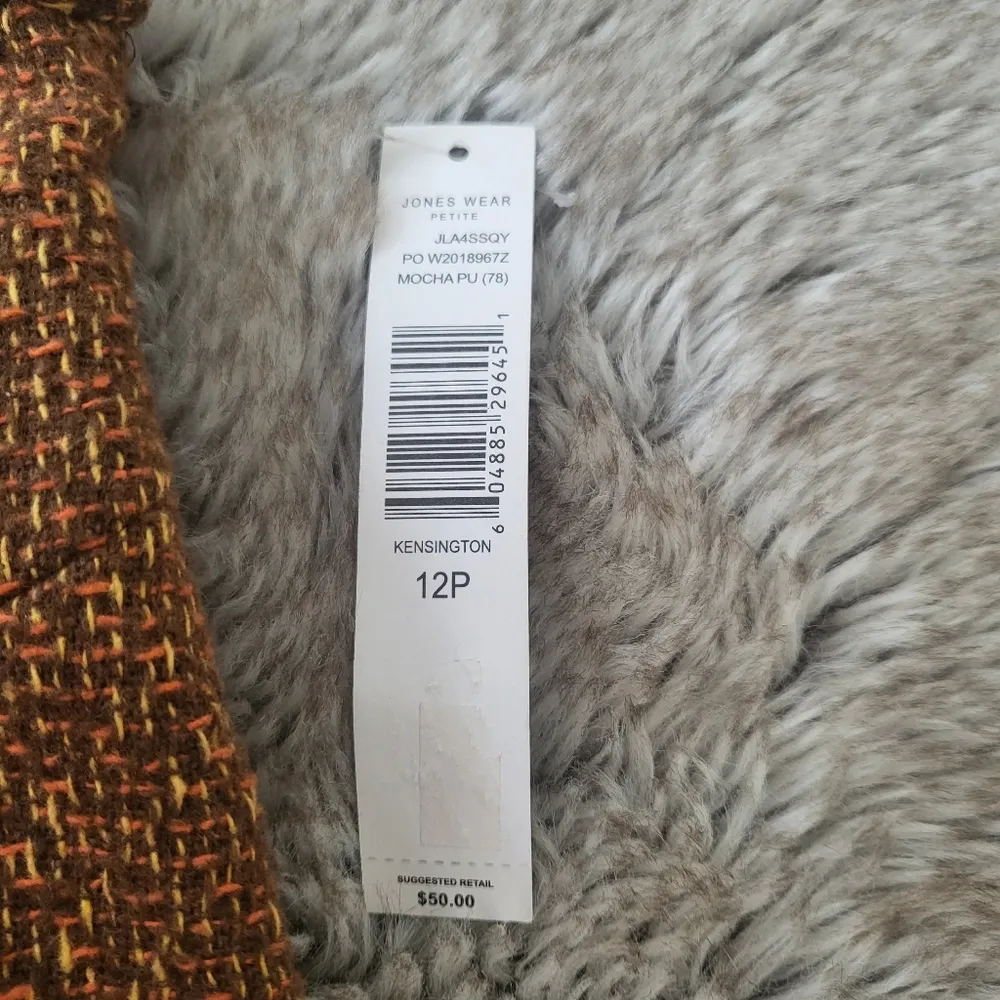 JONES WEAR
PETITE
JLA4SSQY
PO W2018967Z
MOCHA PU (78)
6 04885 29645 1
KENSINGTON
12P
SUGGESTED RETAIL
$50.00